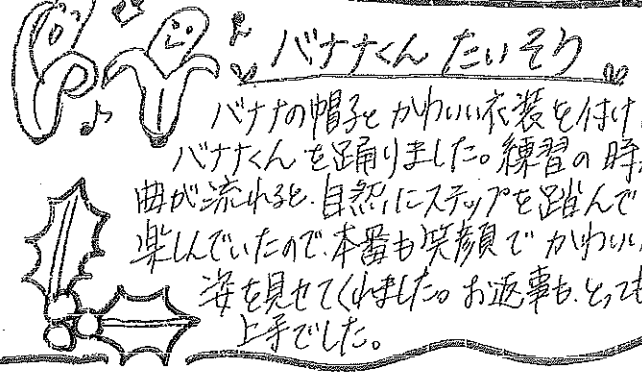 バナナくん たいそう
バナナの帽子とかわいい衣装を付け
バナナくんを踊りました。練習の時
曲が流れると、自然にステップを踏んで
楽しんでいたので、本番も笑顔でかわいい
姿を見せてくれました。お返事も、とっても
上手でした。